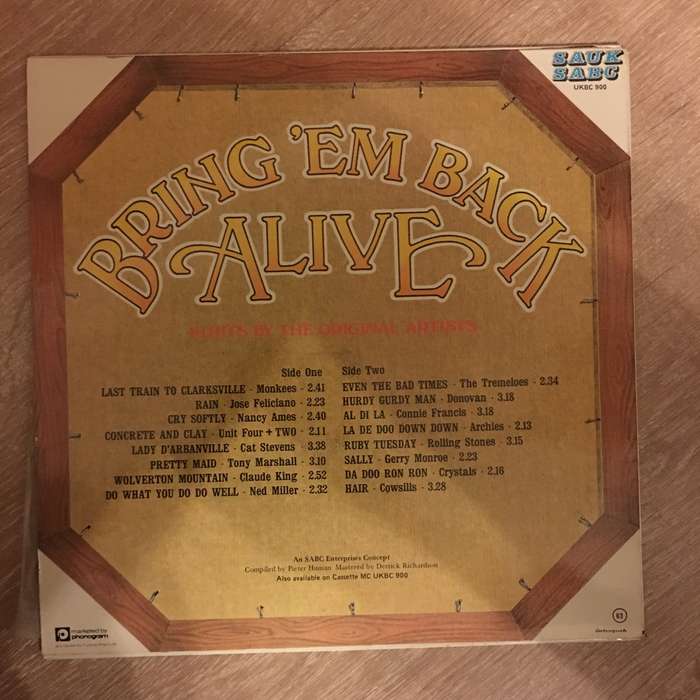 SAUK
SABC
UKBC 900
BRING 'EM BACK
ALIVE
BY THE ORIGINAL ARTISTS
Side One
LAST TRAIN TO CLARKSVILLE - Monkees - 2.41
RAIN - Jose Feliciano - 2.23
CRY SOFTLY - Nancy Ames - 2.40
CONCRETE AND CLAY - Unit Four + TWO - 2.11
LADY D'ARBANVILLE - Cat Stevens - 3.38
PRETTY MAID - Tony Marshall - 3.10
WOLVERTON MOUNTAIN - Claude King - 2.52
DO WHAT YOU DO DO WELL - Ned Miller - 2.32
Side Two
EVEN THE BAD TIMES - The Tremeloes - 2.34
HURDY GURDY MAN - Donovan - 3.18
AL DI LA - Connie Francis - 3.18
LA DE DOO DOWN DOWN - Archies - 2.13
RUBY TUESDAY - Rolling Stones - 3.15
SALLY - Gerry Monroe - 2.23
DA DOO RON RON - Crystals - 2.16
HAIR - Cowsills - 3.28
An SABC Enterprises Concept
Compiled by Pieter Human Mastered by Derrick Richardson
Also available on Cassette MC UKBC 900
marketed by
phonogram